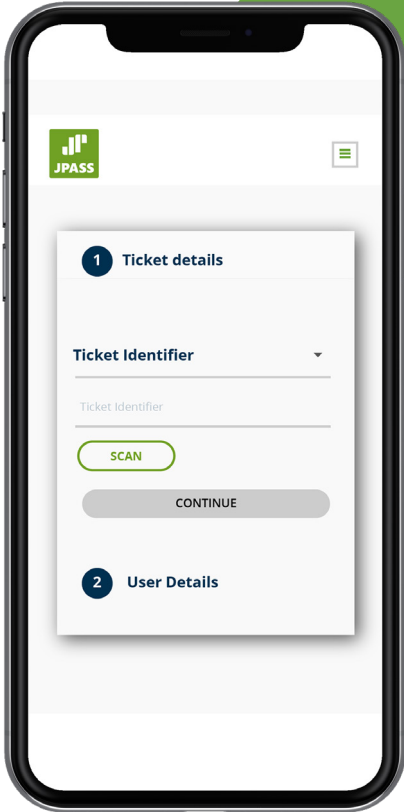 JPASS
1 Ticket details
Ticket Identifier
Ticket Identifier
SCAN
CONTINUE
2 User Details